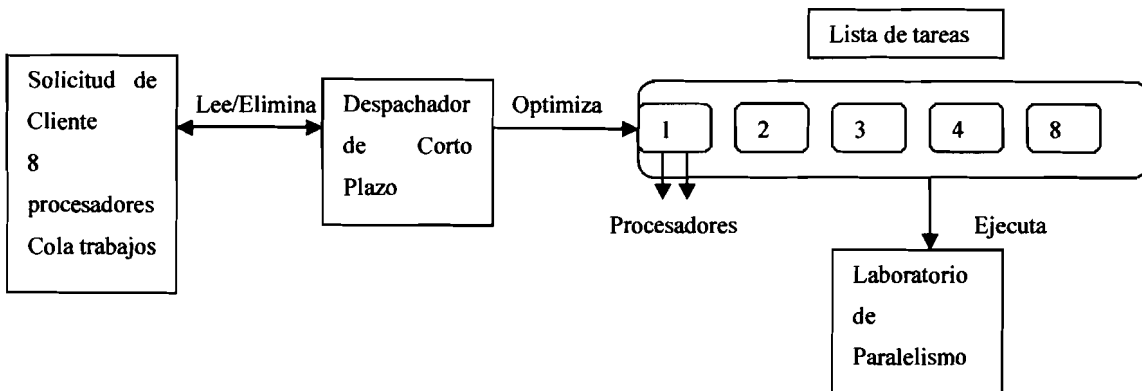 Lista de tareas
Solicitud de
Cliente
8
procesadores
Cola trabajos
Lee/Elimina
Despachador
de Corto
Plazo
Optimiza
1 2 3 4 8
Procesadores
Ejecuta
Laboratorio
de
Paralelismo